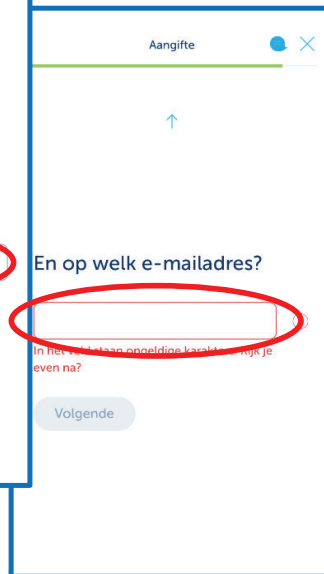 Aangifte
En op welk e-mailadres?
In het veld staan ongeldige karakters. Kijk je
even na?
Volgende